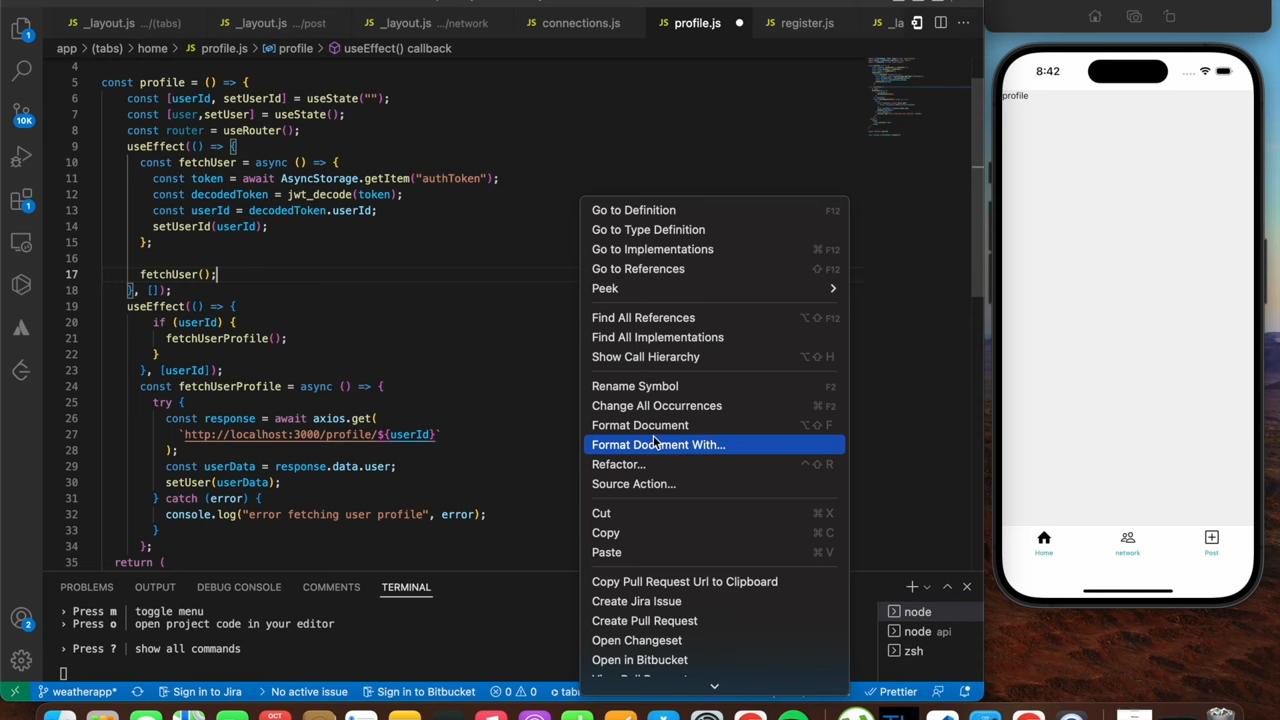 _layout.js .../(tabs)
_layout.js .../post
_layout.js .../network
connections.js
profile.js
register.js
_la
app > (tabs) > home > profile.js > profile > useEffect() callback
4
5 const profile = () => {
6 const [userId, setUserId] = useState("");
7 const [user,setUser] = useState();
8 const router = useRouter();
9 useEffect(() => {
10 const fetchUser = async () => {
11 const token = await AsyncStorage.getItem("authToken");
12 const decodedToken = jwt_decode(token);
13 const userId = decodedToken.userId;
14 setUserId(userId);
15 };
16
17 fetchUser();
18 }, []);
19 useEffect(() => {
20 if (userId) {
21 fetchUserProfile();
22 }
23 }, [userId]);
24 const fetchUserProfile = async () => {
25 try {
26 const response = await axios.get(
27 `http://localhost:3000/profile/${userId}`
28 );
29 const userData = response.data.user;
30 setUser(userData);
31 } catch (error) {
32 console.log("error fetching user profile", error);
33 }
34 };
35 return (
1
10K
1
2
Go to Definition F12
Go to Type Definition
Go to Implementations ⌘ F12
Go to References ⇧ F12
Peek >
Find All References ⌥⇧ F12
Find All Implementations
Show Call Hierarchy ⌥⇧ H
Rename Symbol F2
Change All Occurrences ⌘ F2
Format Document ⌥⇧ F
Format Document With...
Refactor... ^⇧ R
Source Action...
Cut ⌘ X
Copy ⌘ C
Paste ⌘ V
Copy Pull Request Url to Clipboard
Create Jira Issue
Create Pull Request
Open Changeset
Open in Bitbucket
PROBLEMS OUTPUT DEBUG CONSOLE COMMENTS TERMINAL
› Press m | toggle menu
› Press o | open project code in your editor
› Press ? | show all commands
node
node api
zsh
weatherapp* Sign in to Jira No active issue Sign in to Bitbucket 0 0 tab
Prettier
8:42
profile
Home network Post
OCT